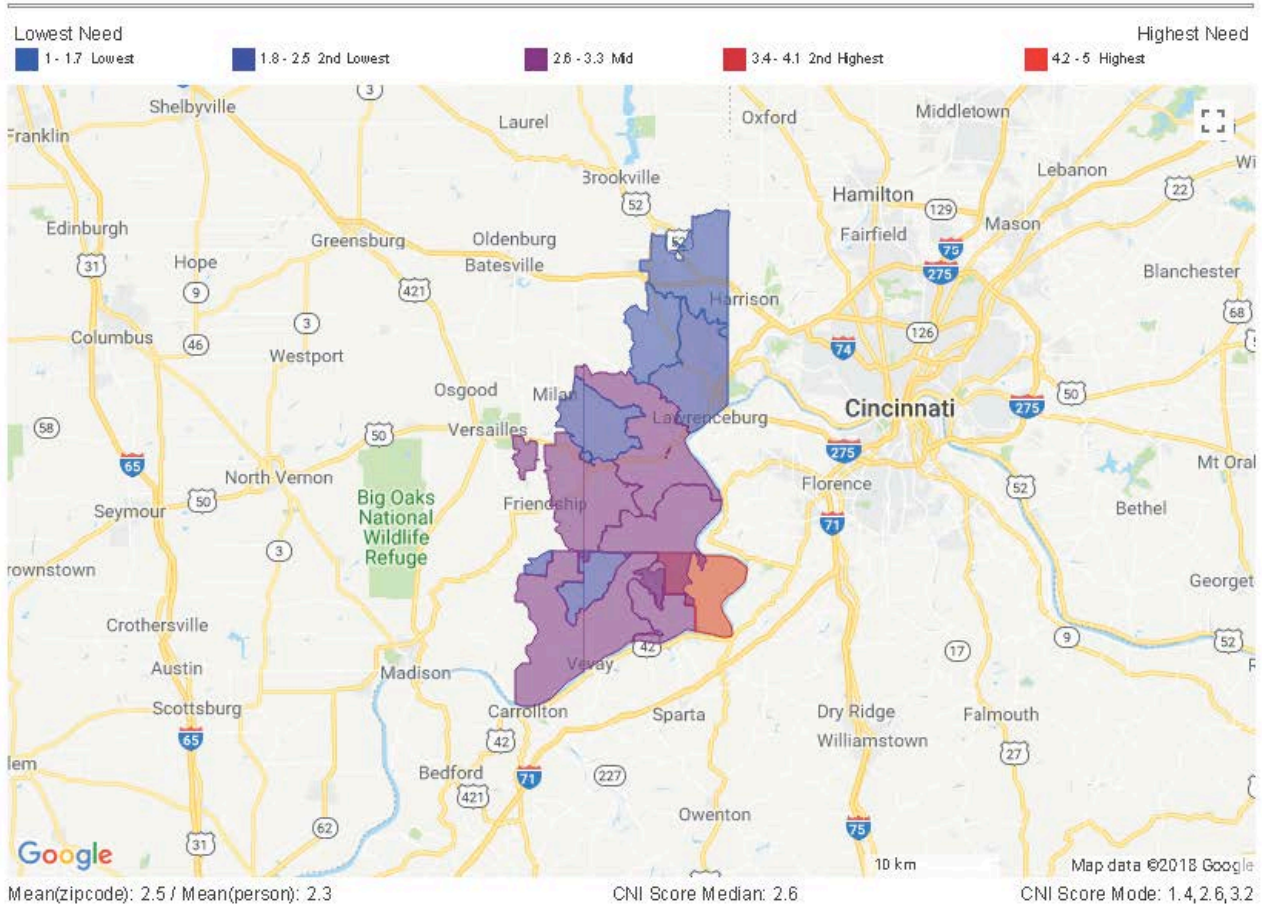 Lowest Need Highest Need
1 - 1.7 Lowest 1.8 - 2.5 2nd Lowest 2.6 - 3.3 Mid 3.4 - 4.1 2nd Highest 4.2 - 5 Highest
3
Shelbyville
Laurel
Oxford
Middletown
Franklin
Lebanon
Wi
Brookville
22
52
Hamilton
129
Edinburgh
Fairfield
Mason
Greensburg
Oldenburg
52
75
31
Hope
Batesville
275
Blanchester
9
421
Harrison
3
68
Columbus
46
126
Westport
74
Osgood
Milan
50
58
Lawrenceburg
Cincinnati
275
50
Versailles
65
275
Mt Oral
North Vernon
Florence
52
50
Big Oaks
National
Wildlife
Refuge
Friendship
Bethel
Seymour
71
3
rownstown
Georget
Crothersville
9
52
42
17
Austin
Vevay
Madison
Scottsburg
Carrollton
Sparta
Dry Ridge
Falmouth
65
42
Williamstown
27
lem
Bedford
71
227
421
Owenton
62
75
31
Google
10 km
Map data ©2018 Google
Mean(zipcode): 2.5 / Mean(person): 2.3 CNI Score Median: 2.6 CNI Score Mode: 1.4,2.6,3.2